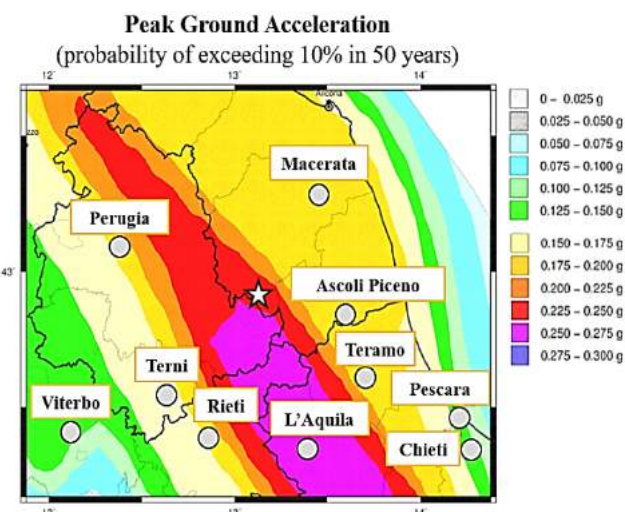 Peak Ground Acceleration
(probability of exceeding 10% in 50 years)
12˚ 13˚ 14˚
Ancona
220
Macerata
Perugia
43˚
Ascoli Piceno
Terni
Teramo
Viterbo
Rieti
L'Aquila
Pescara
Chieti
0 – 0.025 g
0.025 – 0.050 g
0.050 – 0.075 g
0.075 – 0.100 g
0.100 – 0.125 g
0.125 – 0.150 g
0.150 – 0.175 g
0.175 – 0.200 g
0.200 – 0.225 g
0.225 – 0.250 g
0.250 – 0.275 g
0.275 – 0.300 g